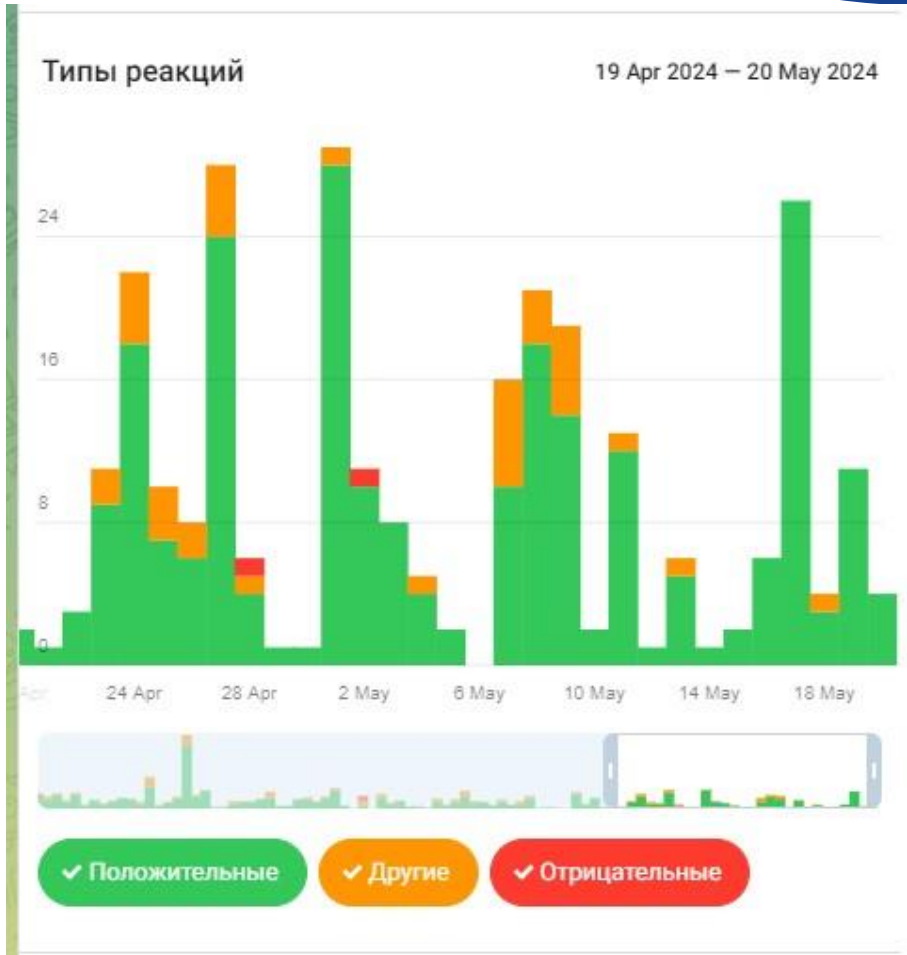 Типы реакций 19 Apr 2024 – 20 May 2024
24
16
8
0
Apr 24 Apr 28 Apr 2 May 6 May 10 May 14 May 18 May
Положительные Другие Отрицательные